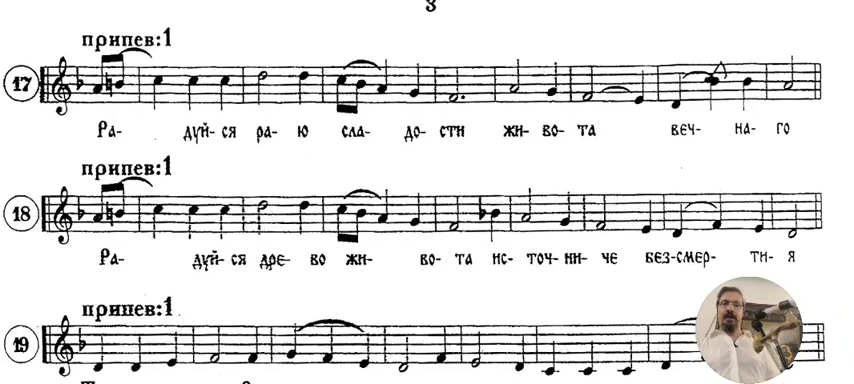 3
припев:1
17
Ра- дуй-ся ра- ю сла- до- сти жи- во- та веч- на- го
припев:1
18
Ра- дуй-ся дре- во жи- во- та ис- точ- ни- че без-смер- ти- я
припев:1
19